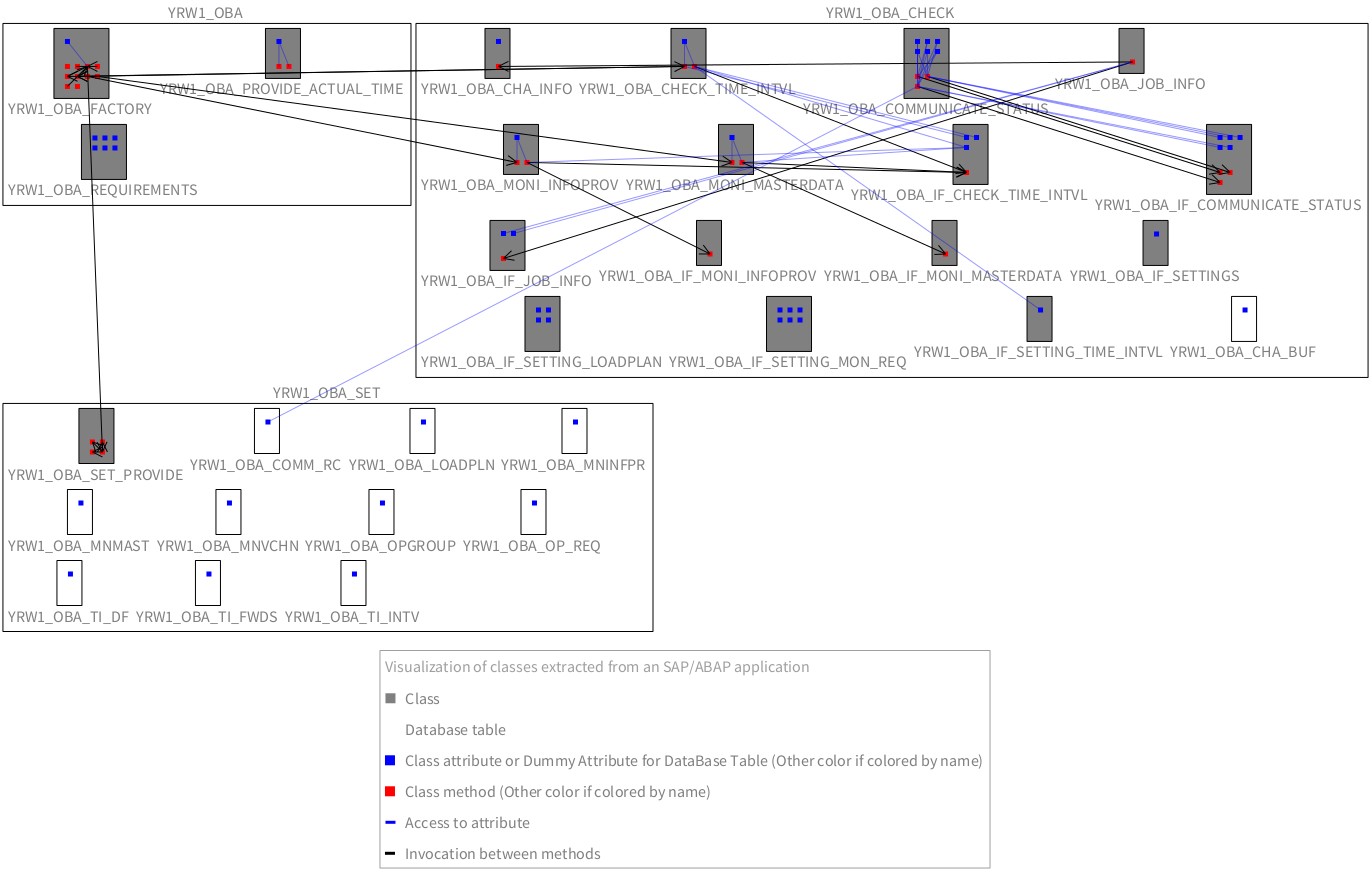 YRW1_OBA
YRW1_OBA_CHECK
YRW1_OBA_FACTORY
YRW1_OBA_PROVIDE_ACTUAL_TIME
YRW1_OBA_CHA_INFO
YRW1_OBA_CHECK_TIME_INTVL
YRW1_OBA_COMMUNICATE_STATUS
YRW1_OBA_JOB_INFO
YRW1_OBA_REQUIREMENTS
YRW1_OBA_MONI_INFOPROV
YRW1_OBA_MONI_MASTERDATA
YRW1_OBA_IF_CHECK_TIME_INTVL
YRW1_OBA_IF_COMMUNICATE_STATUS
YRW1_OBA_IF_JOB_INFO
YRW1_OBA_IF_MONI_INFOPROV
YRW1_OBA_IF_MONI_MASTERDATA
YRW1_OBA_IF_SETTINGS
YRW1_OBA_IF_SETTING_LOADPLAN
YRW1_OBA_IF_SETTING_MON_REQ
YRW1_OBA_IF_SETTING_TIME_INTVL
YRW1_OBA_CHA_BUF
YRW1_OBA_SET
YRW1_OBA_SET_PROVIDE
YRW1_OBA_COMM_RC
YRW1_OBA_LOADPLN
YRW1_OBA_MNINFPR
YRW1_OBA_MNMAST
YRW1_OBA_MNVCHN
YRW1_OBA_OPGROUP
YRW1_OBA_OP_REQ
YRW1_OBA_TI_DF
YRW1_OBA_TI_FWDS
YRW1_OBA_TI_INTV
Visualization of classes extracted from an SAP/ABAP application
Class
Database table
Class attribute or Dummy Attribute for DataBase Table (Other color if colored by name)
Class method (Other color if colored by name)
Access to attribute
Invocation between methods